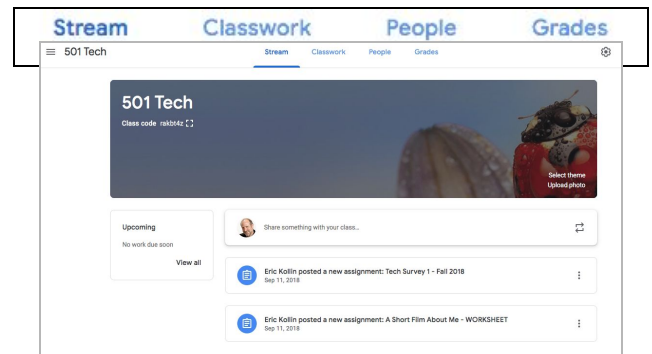 Stream Classwork People Grades
501 Tech Stream Classwork People Grades
501 Tech
Class code rakbt4z
Select theme
Upload photo
Upcoming
No work due soon
View all
Share something with your class…
Eric Kollin posted a new assignment: Tech Survey 1 - Fall 2018
Sep 11, 2018
Eric Kollin posted a new assignment: A Short Film About Me - WORKSHEET
Sep 11, 2018